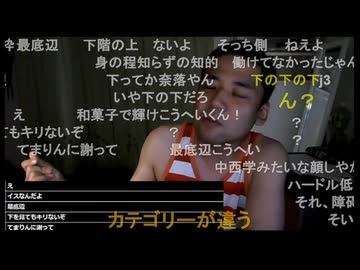 卆最底辺　下階の上　ないよ　そっち側　ねえよ
身の程知らずの知的　働けてなかったじゃん
下ってか奈落やん　下の下の下j3
いや下の下だろ　ん？
え　和菓子で輝けこうへいくん！　？
てもキリないぞ　？　？
てまりんに謝って　最底辺こうへい
中西学みたいな顔しやが
え
イスなんだよ
最底辺
下を見てもキリないぞ
てまりんに謝って
ハードル低
それ、障碍
カテゴリーが違う　そい